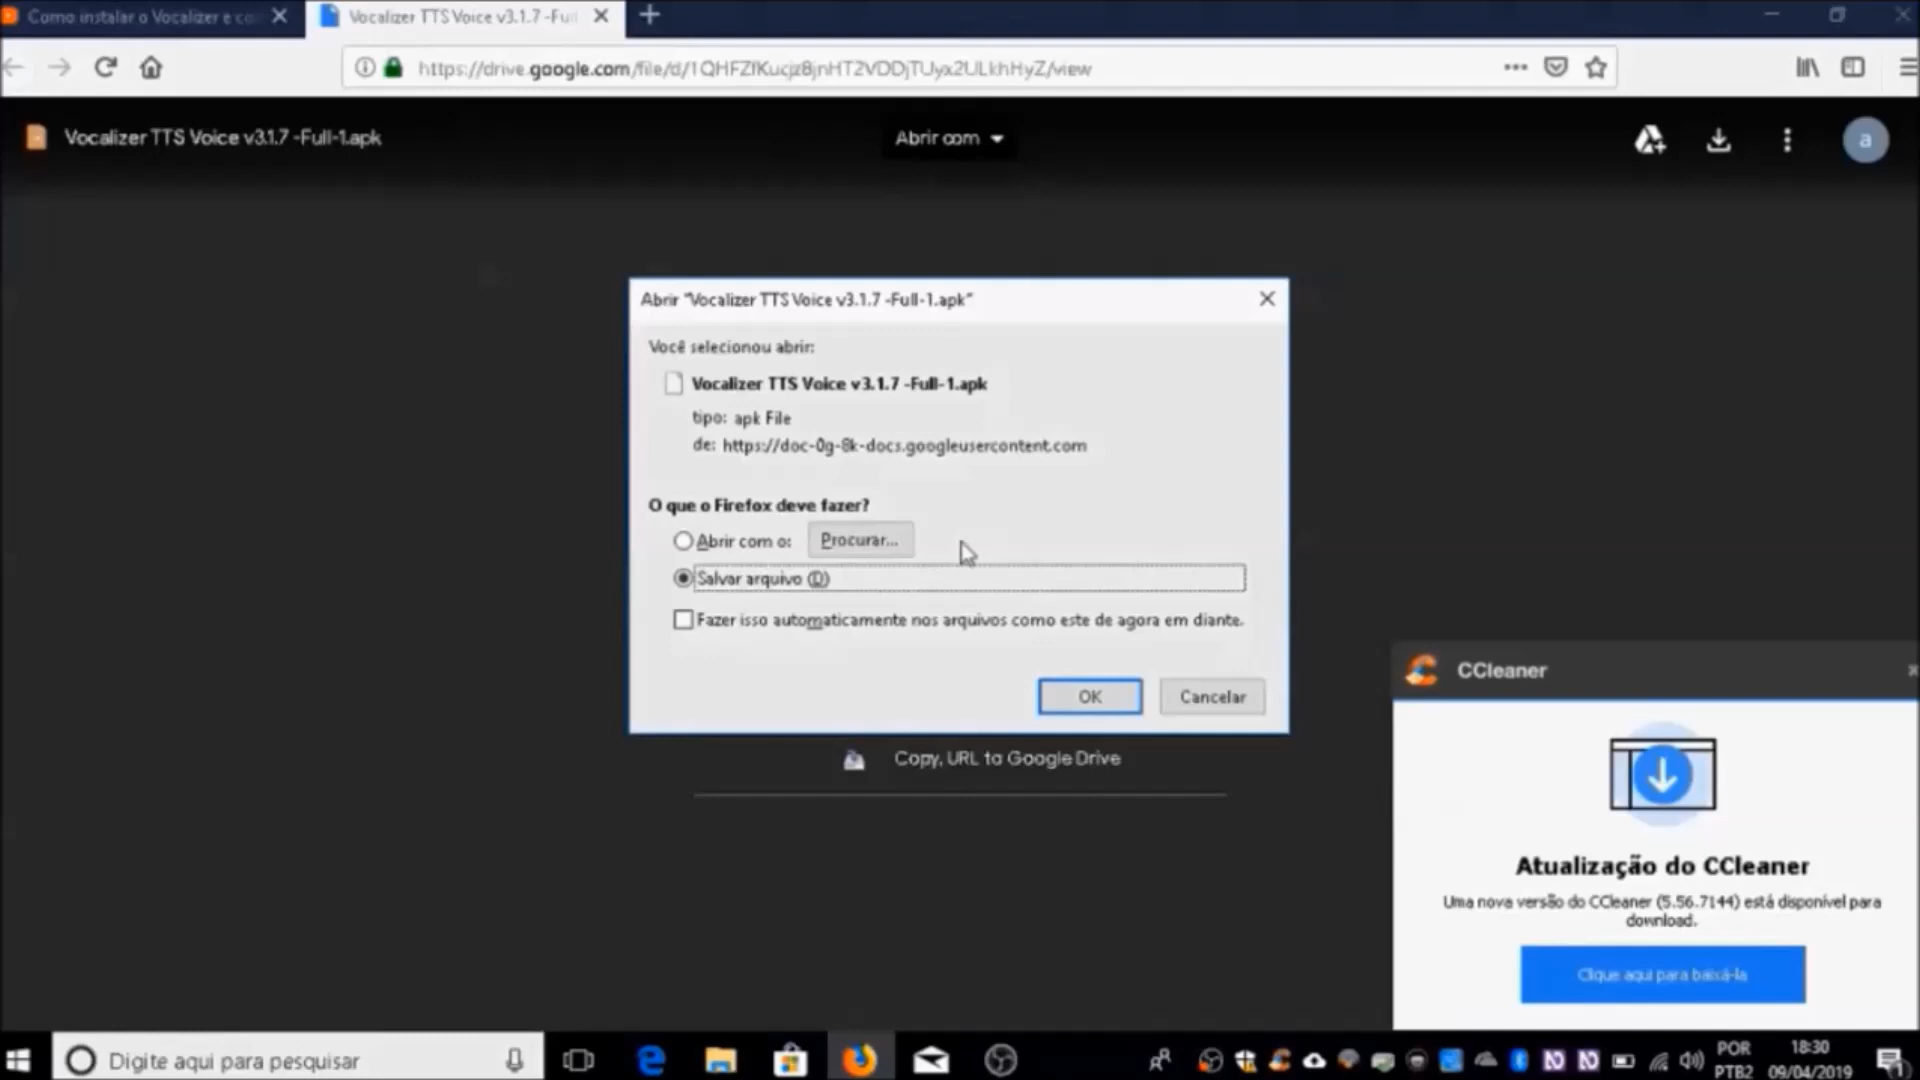 Como instalar o Vocalizer e co
Vocalizer TTS Voice v3.1.7 -Full
https://drive.google.com/file/d/1QHFZfKucjz8jnHT2VDDjTUyx2ULkhHyZ/view
Vocalizer TTS Voice v3.1.7 -Full-1.apk
Abrir com
a
Abrir "Vocalizer TTS Voice v3.1.7 -Full-1.apk"
Você selecionou abrir:
Vocalizer TTS Voice v3.1.7 -Full-1.apk
tipo: apk File
de: https://doc-0g-8k-docs.googleusercontent.com
O que o Firefox deve fazer?
Abrir com o: Procurar...
Salvar arquivo (D)
Fazer isso automaticamente nos arquivos como este de agora em diante.
OK Cancelar
Copy, URL to Google Drive
CCleaner
Atualização do CCleaner
Uma nova versão do CCleaner (5.56.7144) está disponível para
download.
Clique aqui para baixá-la
Digite aqui para pesquisar
POR
PTB2
18:30
09/04/2019